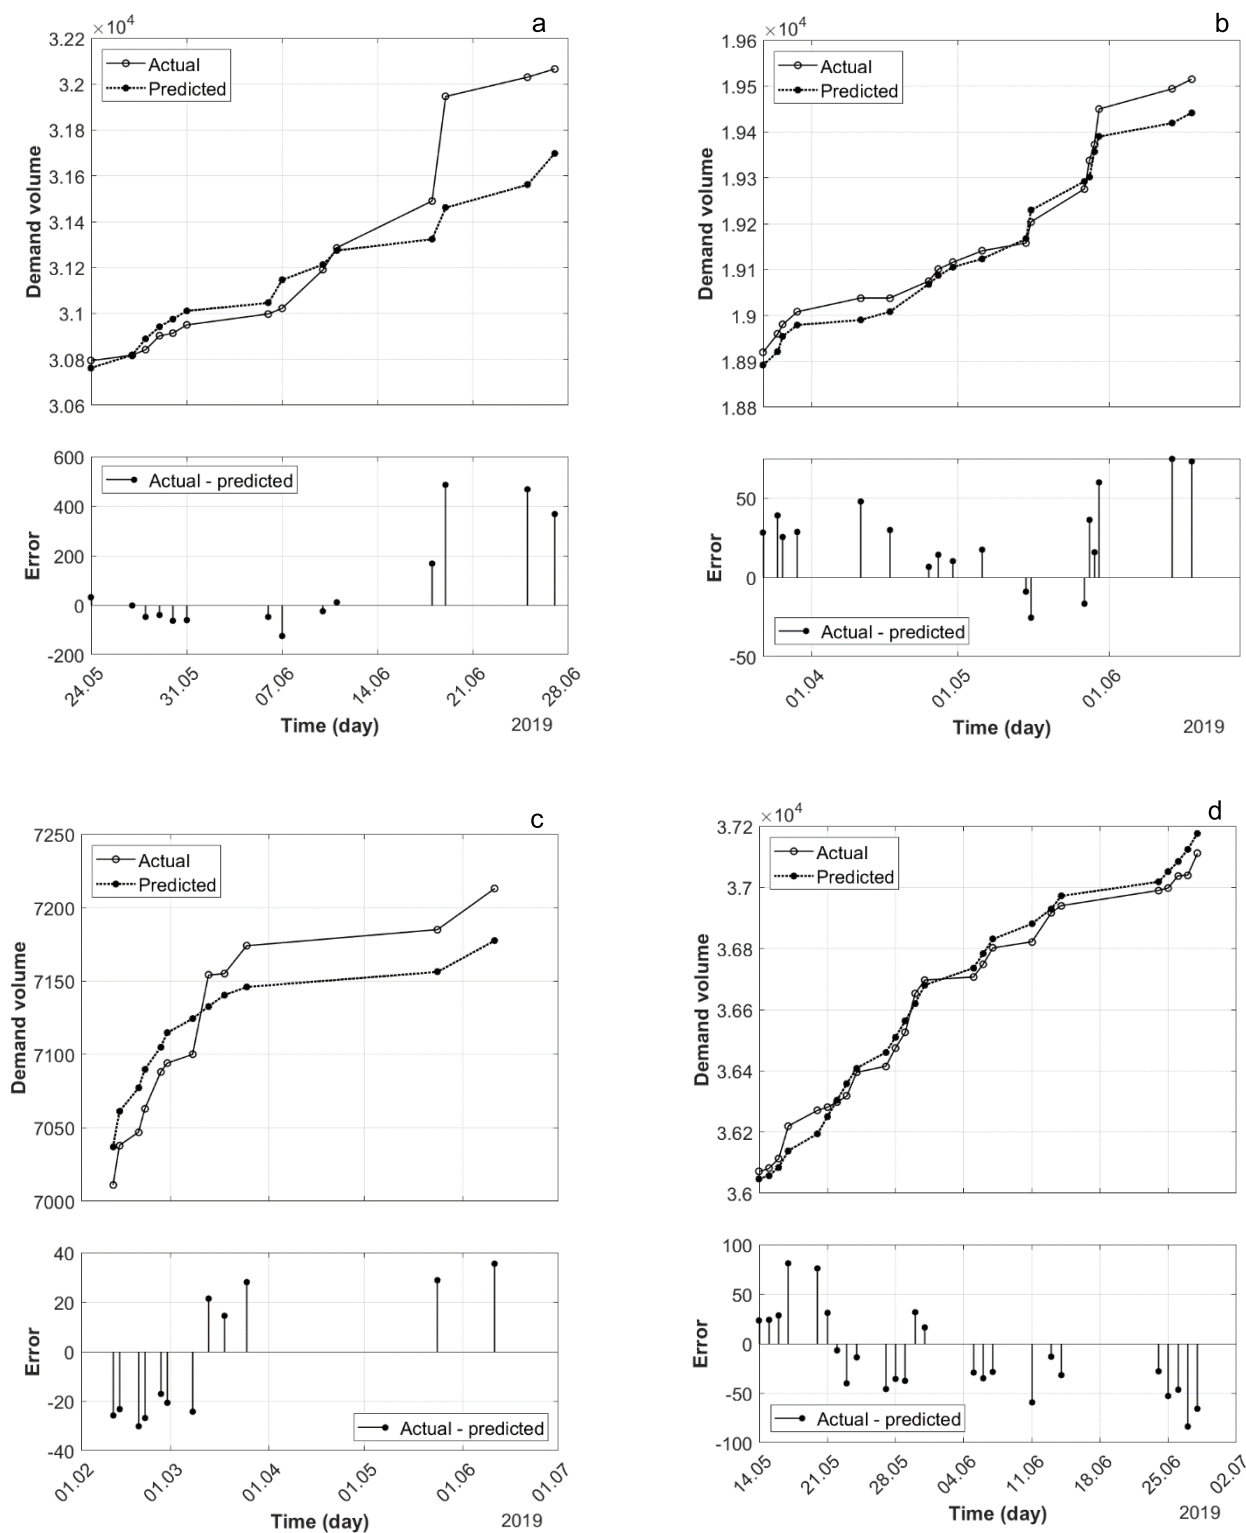 a
×10⁴
3.22
3.2
3.18
3.16
3.14
3.12
3.1
3.08
3.06
Demand volume
Actual
Predicted
600
400
200
0
-200
Error
Actual - predicted
24.05
31.05
07.06
14.06
21.06
28.06
Time (day)
2019
b
×10⁴
1.96
1.95
1.94
1.93
1.92
1.91
1.9
1.89
1.88
Demand volume
Actual
Predicted
50
0
-50
Error
Actual - predicted
01.04
01.05
01.06
Time (day)
2019
c
7250
7200
7150
7100
7050
7000
Demand volume
Actual
Predicted
40
20
0
-20
-40
Error
Actual - predicted
01.02
01.03
01.04
01.05
01.06
01.07
Time (day)
2019
d
×10⁴
3.72
3.7
3.68
3.66
3.64
3.62
3.6
Demand volume
Actual
Predicted
100
50
0
-50
-100
Error
Actual - predicted
14.05
21.05
28.05
04.06
11.06
18.06
25.06
02.07
Time (day)
2019